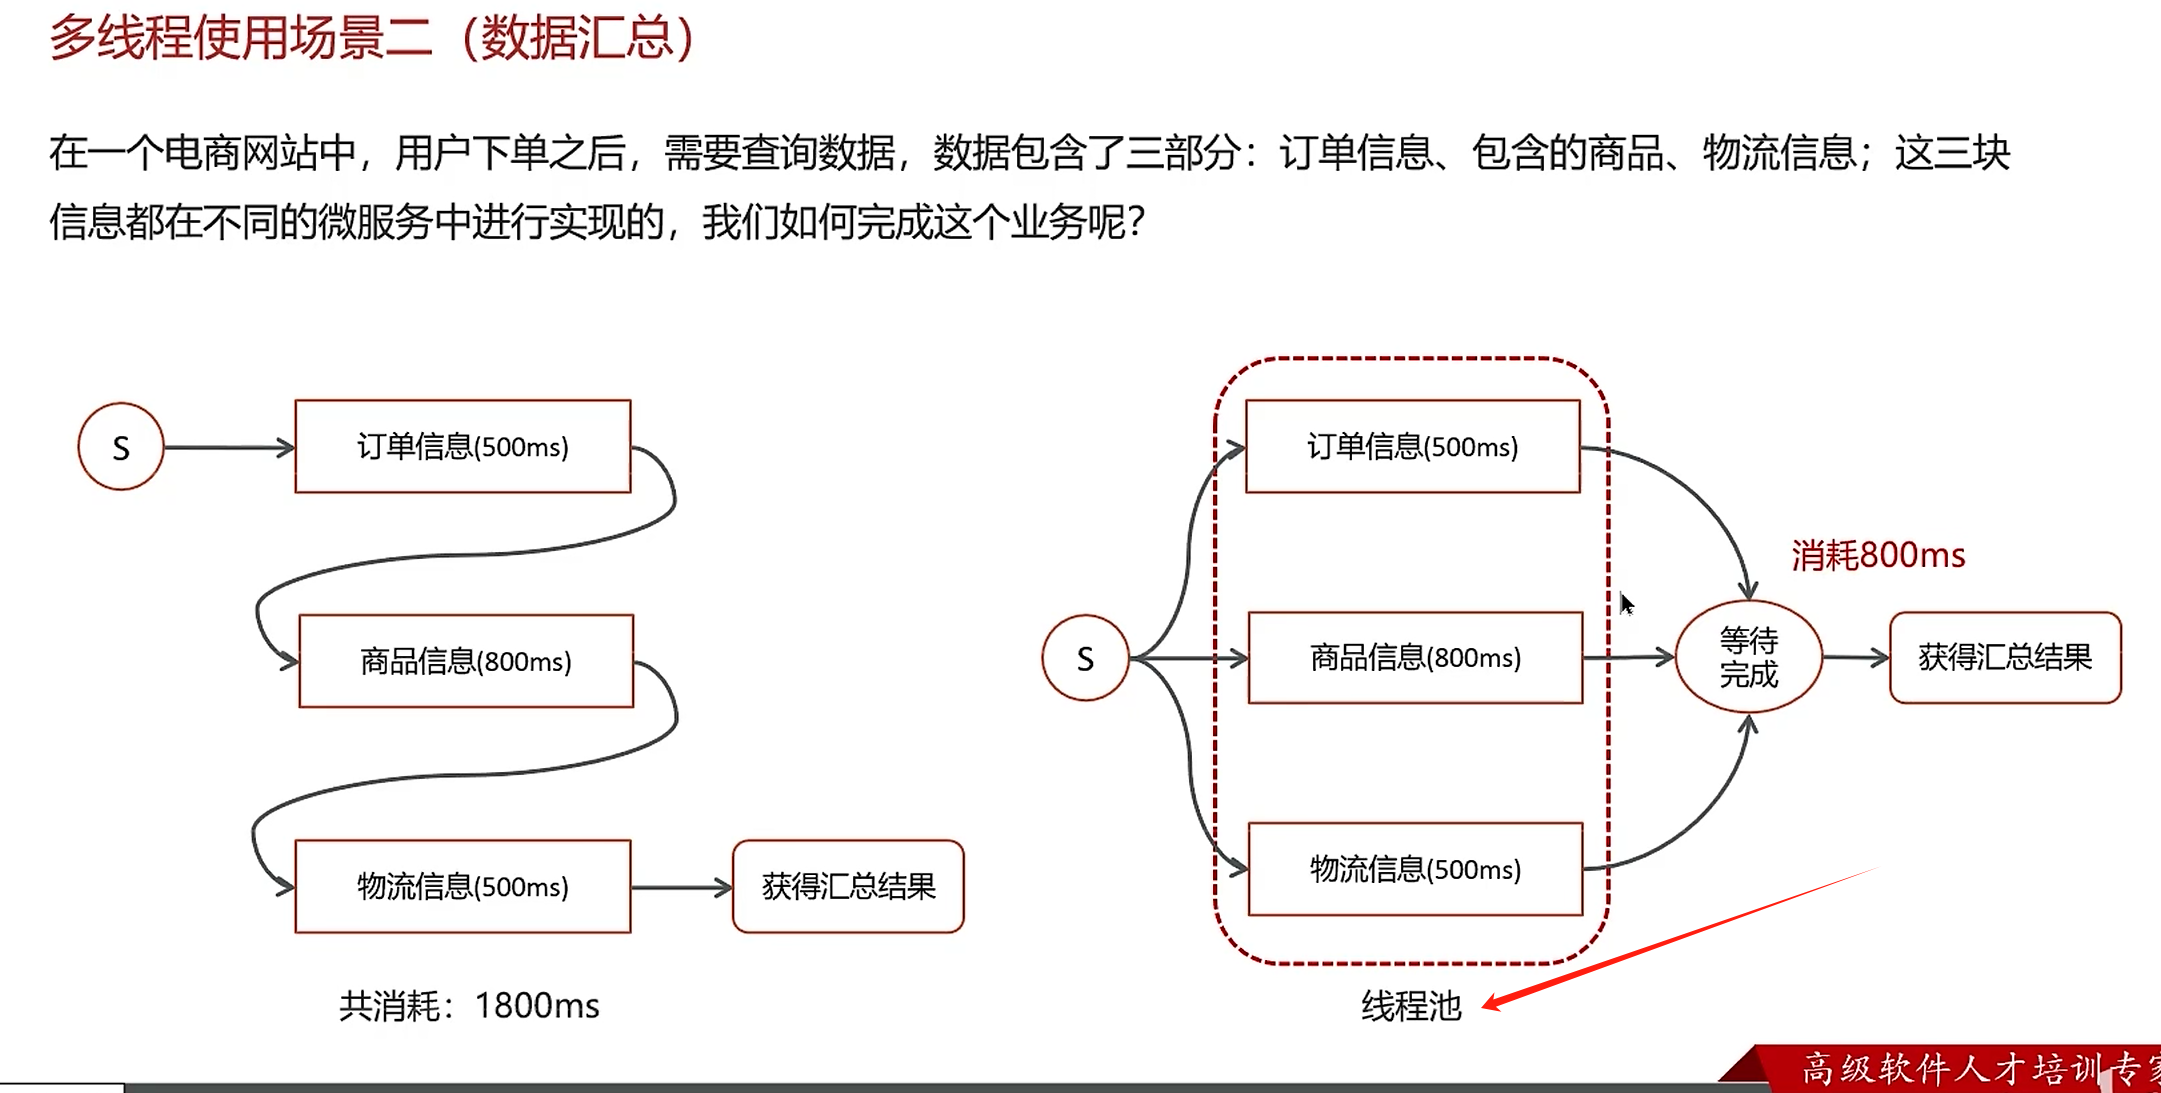 多线程使用场景二（数据汇总）
在一个电商网站中，用户下单之后，需要查询数据，数据包含了三部分：订单信息、包含的商品、物流信息；这三块
信息都在不同的微服务中进行实现的，我们如何完成这个业务呢？
S
订单信息(500ms)
商品信息(800ms)
物流信息(500ms)
获得汇总结果
共消耗：1800ms
S
订单信息(500ms)
商品信息(800ms)
物流信息(500ms)
消耗800ms
等待
完成
获得汇总结果
线程池
高级软件人才培训专家